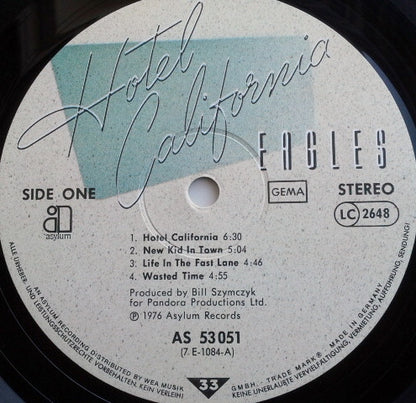 Hotel
California
EAGLES
SIDE ONE
GEMA
STEREO
LC 2648
asylum
1. Hotel California 6:30
2. New Kid In Town 5:04
3. Life In The Fast Lane 4:46
4. Wasted Time 4:55
Produced by Bill Szymczyk
for Pandora Productions Ltd.
℗ 1976 Asylum Records
AS 53 051
(7 E-1084-A)
33
ALLE URHEBER- UND LEISTUNGSSCHUTZRECHTE VORBEHALTEN. KEIN VERLEIH!
KEINE UNERLAUBTE VERVIELFÄLTIGUNG, VERMIETUNG, AUFFÜHRUNG, SENDUNG!
AN ASYLUM RECORDING DISTRIBUTED BY WEA MUSIK
GMBH. · TRADE MARK® · MADE IN GERMANY